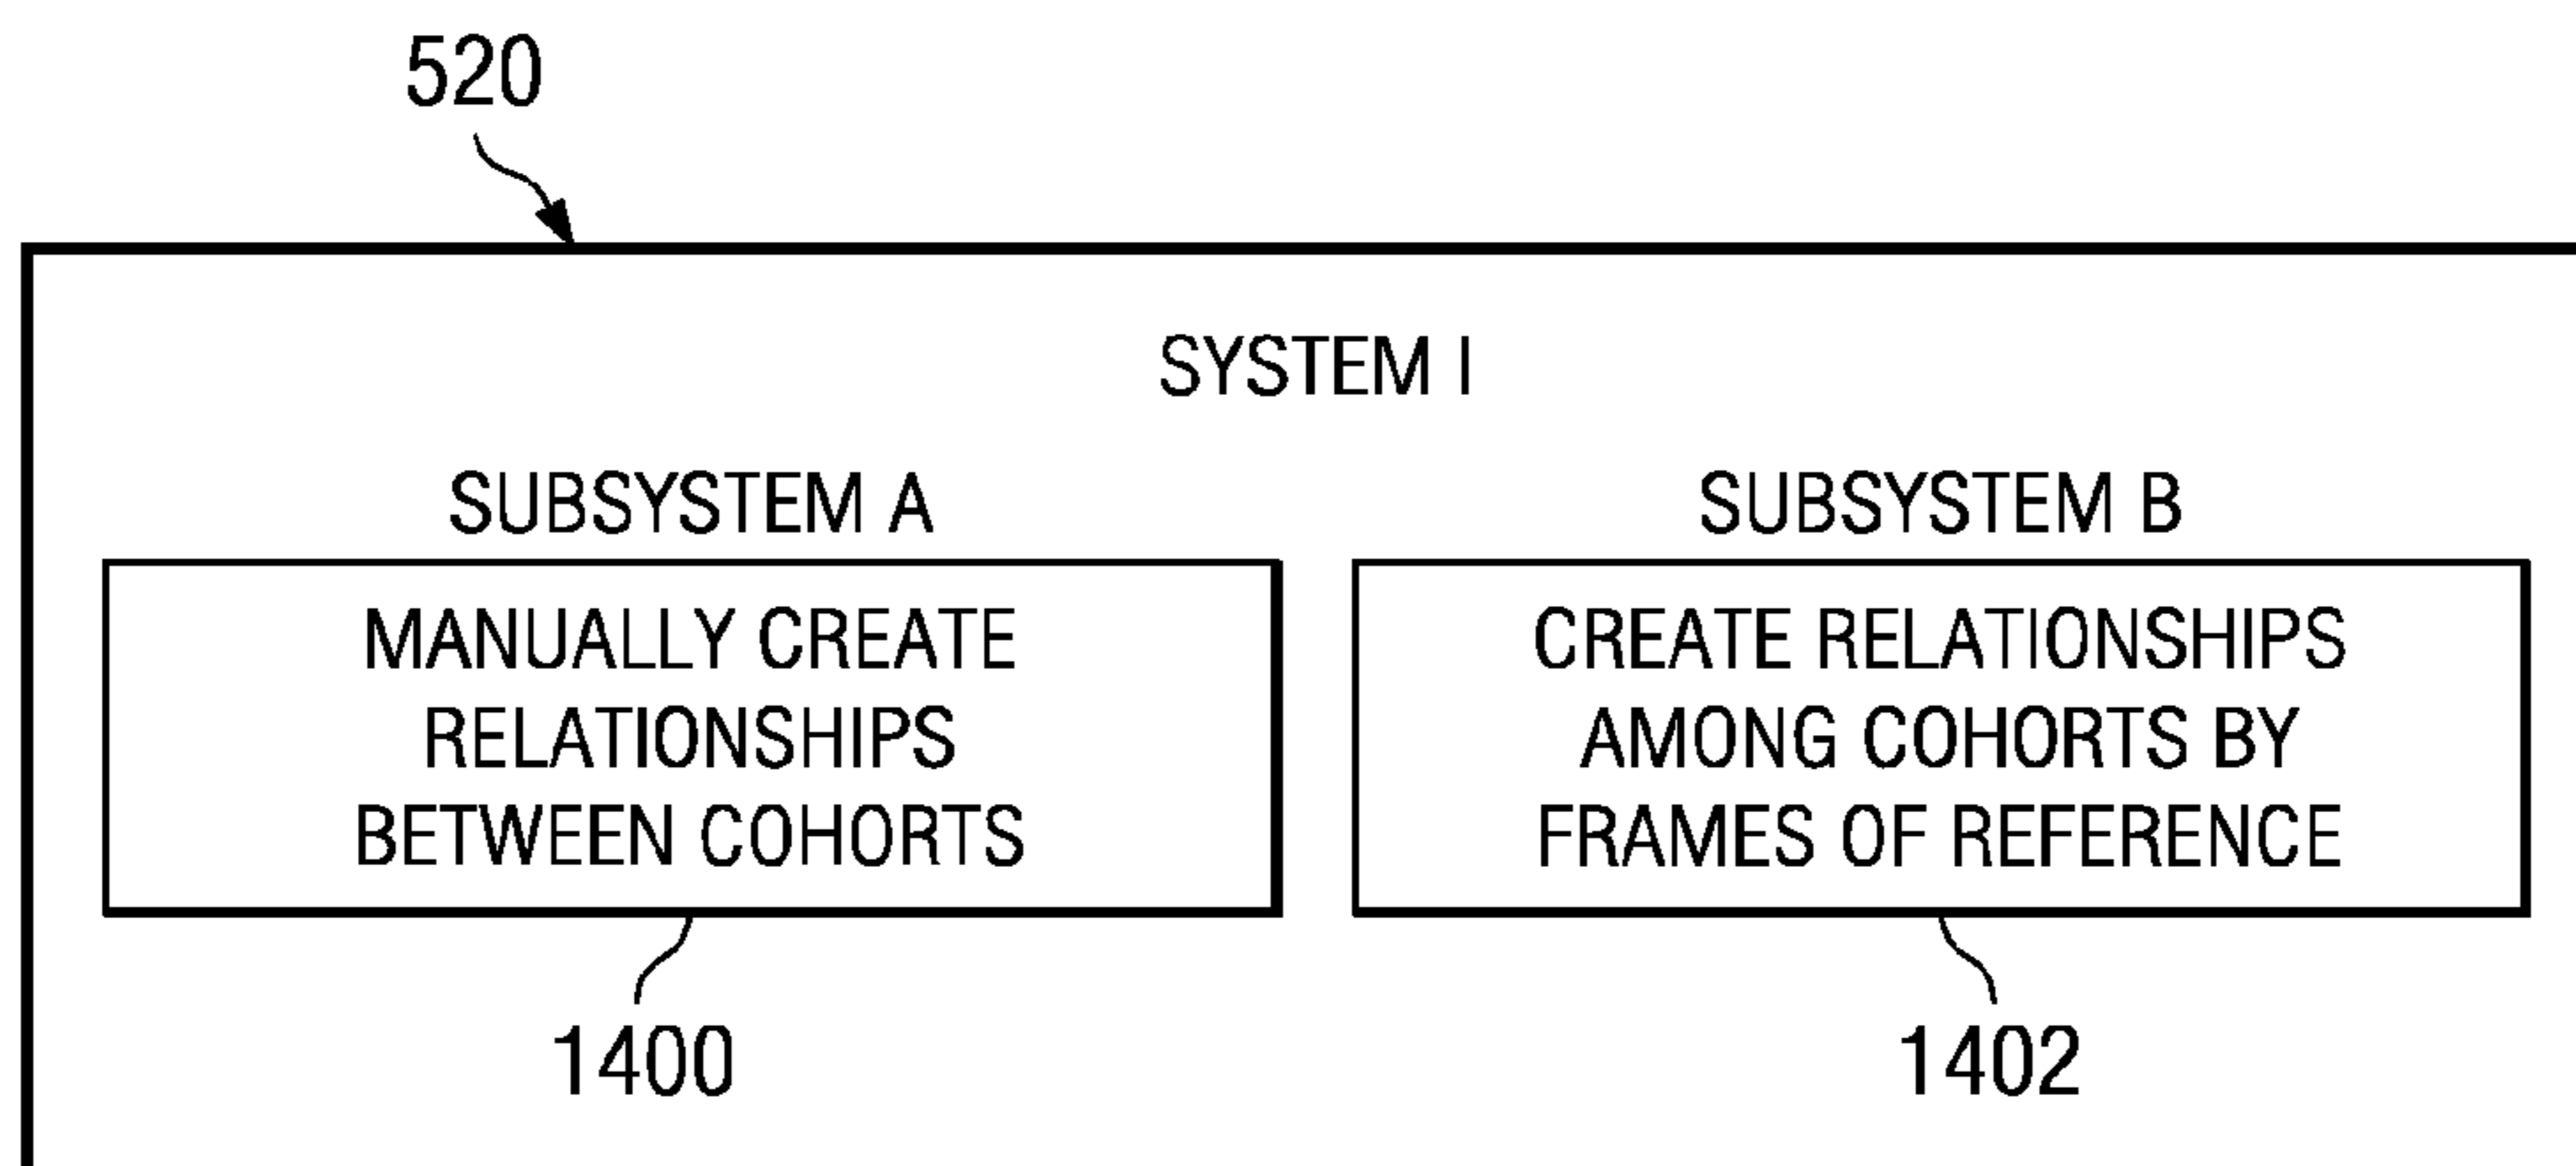 520
SYSTEM I
SUBSYSTEM A
MANUALLY CREATE
RELATIONSHIPS
BETWEEN COHORTS
1400
SUBSYSTEM B
CREATE RELATIONSHIPS
AMONG COHORTS BY
FRAMES OF REFERENCE
1402